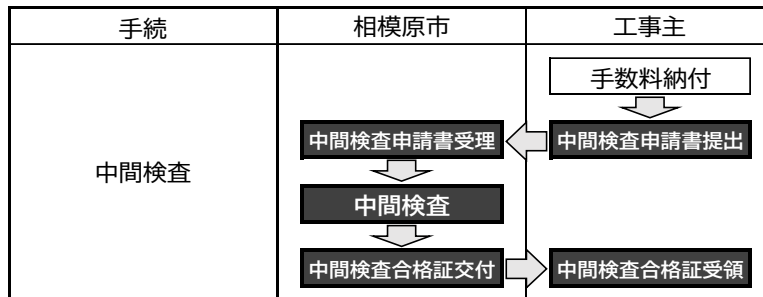 手続 相模原市 工事主
手数料納付
中間検査申請書受理 中間検査申請書提出
中間検査
中間検査
中間検査合格証交付 中間検査合格証受領